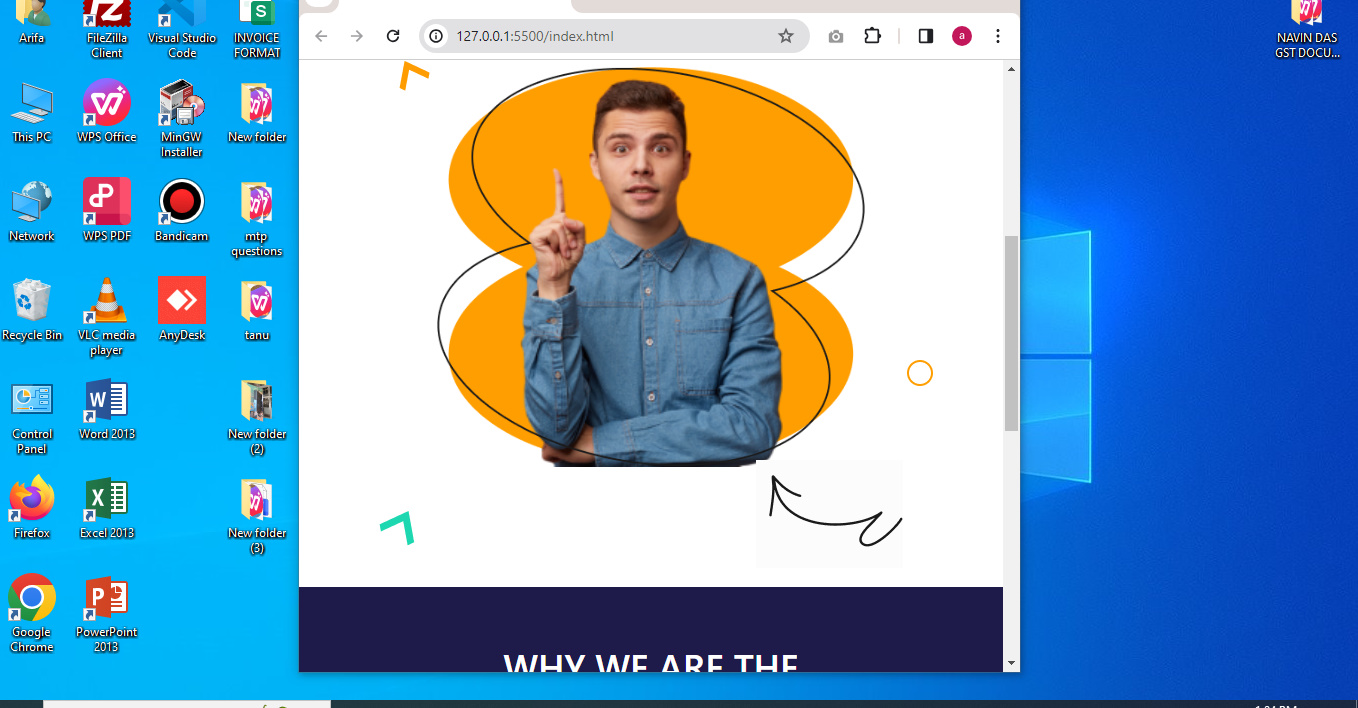 Arifa
FileZilla
Client
Visual Studio
Code
INVOICE
FORMAT
This PC
WPS Office
MinGW
Installer
New folder
Network
WPS PDF
Bandicam
mtp
questions
Recycle Bin
VLC media
player
AnyDesk
tanu
Control
Panel
Word 2013
New folder
(2)
Firefox
Excel 2013
New folder
(3)
Google
Chrome
PowerPoint
2013
127.0.0.1:5500/index.html
a
WHY WE ARE THE
NAVIN DAS
GST DOCU...